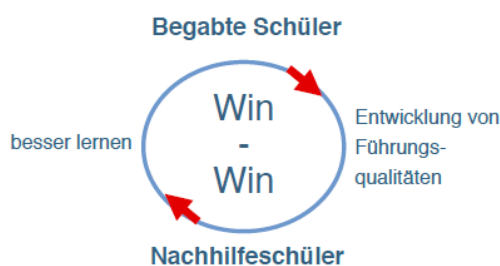 Begabte Schüler
Win
-
Win
besser lernen
Entwicklung von
Führungs-
qualitäten
Nachhilfeschüler